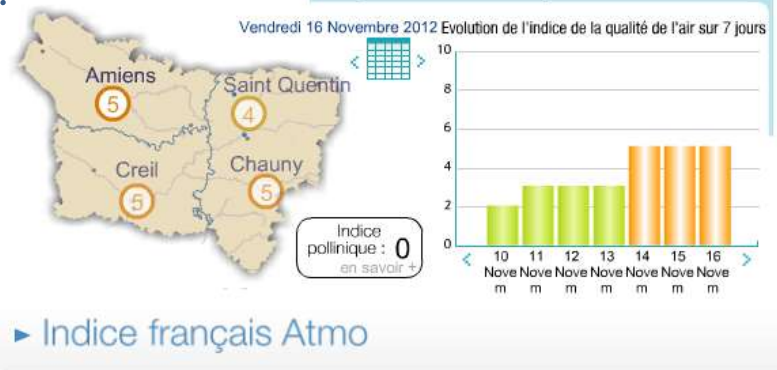 Vendredi 16 Novembre 2012
Evolution de l'indice de la qualité de l'air sur 7 jours
Amiens
5
Saint Quentin
4
Creil
5
Chauny
5
Indice
pollinique : 0
en savoir +
10
8
6
4
2
0
10 11 12 13 14 15 16
Nove Nove Nove Nove Nove Nove Nove
m m m m m m m
► Indice français Atmo